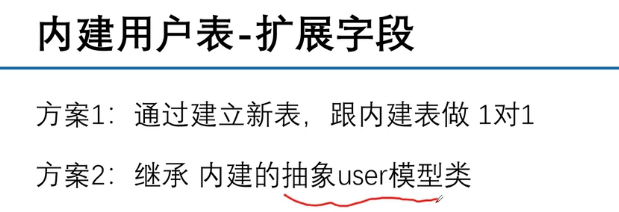 内建用户表-扩展字段
方案1：通过建立新表，跟内建表做 1对1
方案2：继承 内建的抽象user模型类